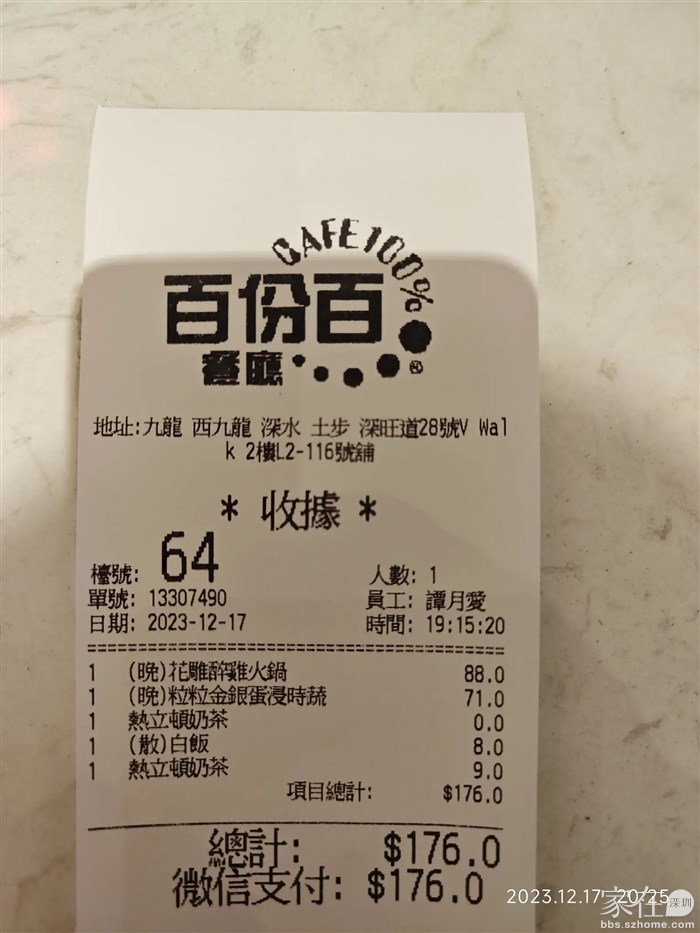 CAFE100%
百份百
餐廳
地址:九龍 西九龍 深水 土步 深旺道28號V Wal
k 2樓L2-116號舖
* 收據 *
檯號: 64
人數: 1
單號: 13307490
員工: 譚月愛
日期: 2023-12-17
時間: 19:15:20
1 (晚)花雕醉雞火鍋 88.0
1 (晚)粒粒金銀蛋浸時蔬 71.0
1 熱立頓奶茶 0.0
1 (散)白飯 8.0
1 熱立頓奶茶 9.0
項目總計: $176.0
總計: $176.0
微信支付: $176.0
2023.12.17 20:25
家在 深圳
bbs.szhome.com